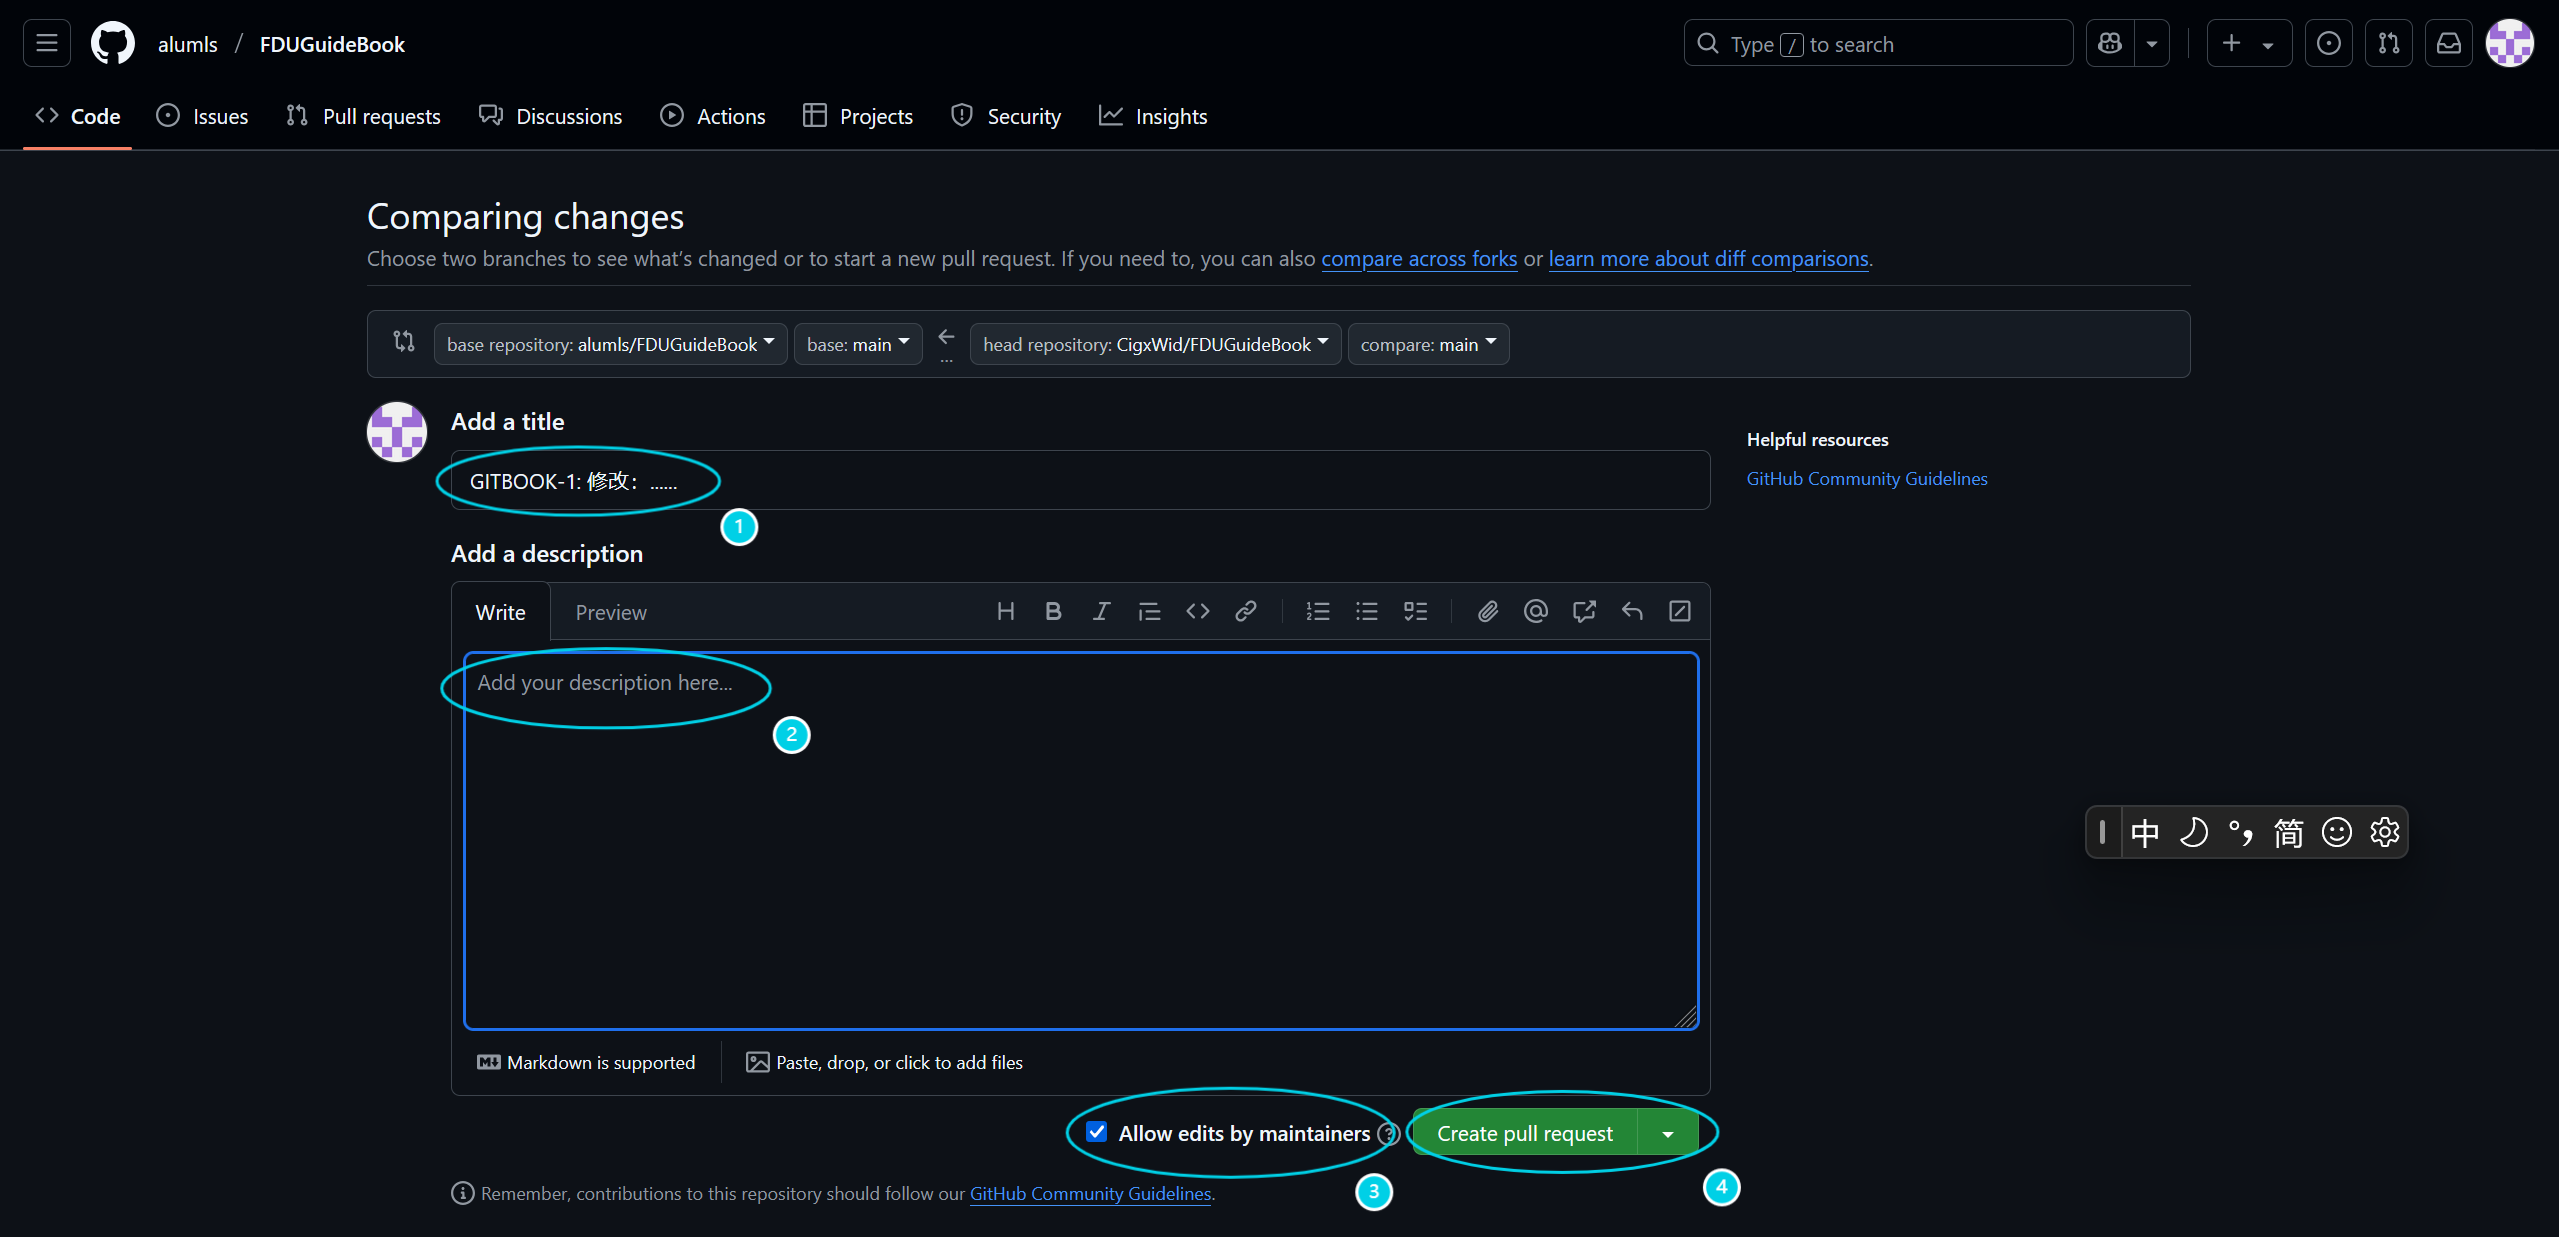 alumls / FDUGuideBook
Type / to search
Code Issues Pull requests Discussions Actions Projects Security Insights
Comparing changes
Choose two branches to see what's changed or to start a new pull request. If you need to, you can also compare across forks or learn more about diff comparisons.
base repository: alumls/FDUGuideBook base: main ... head repository: CigxWid/FDUGuideBook compare: main
Add a title
GITBOOK-1: 修改：......
1
Helpful resources
GitHub Community Guidelines
Add a description
Write Preview
Add your description here...
2
中 简
Markdown is supported
Paste, drop, or click to add files
Allow edits by maintainers
Create pull request
3
4
Remember, contributions to this repository should follow our GitHub Community Guidelines.